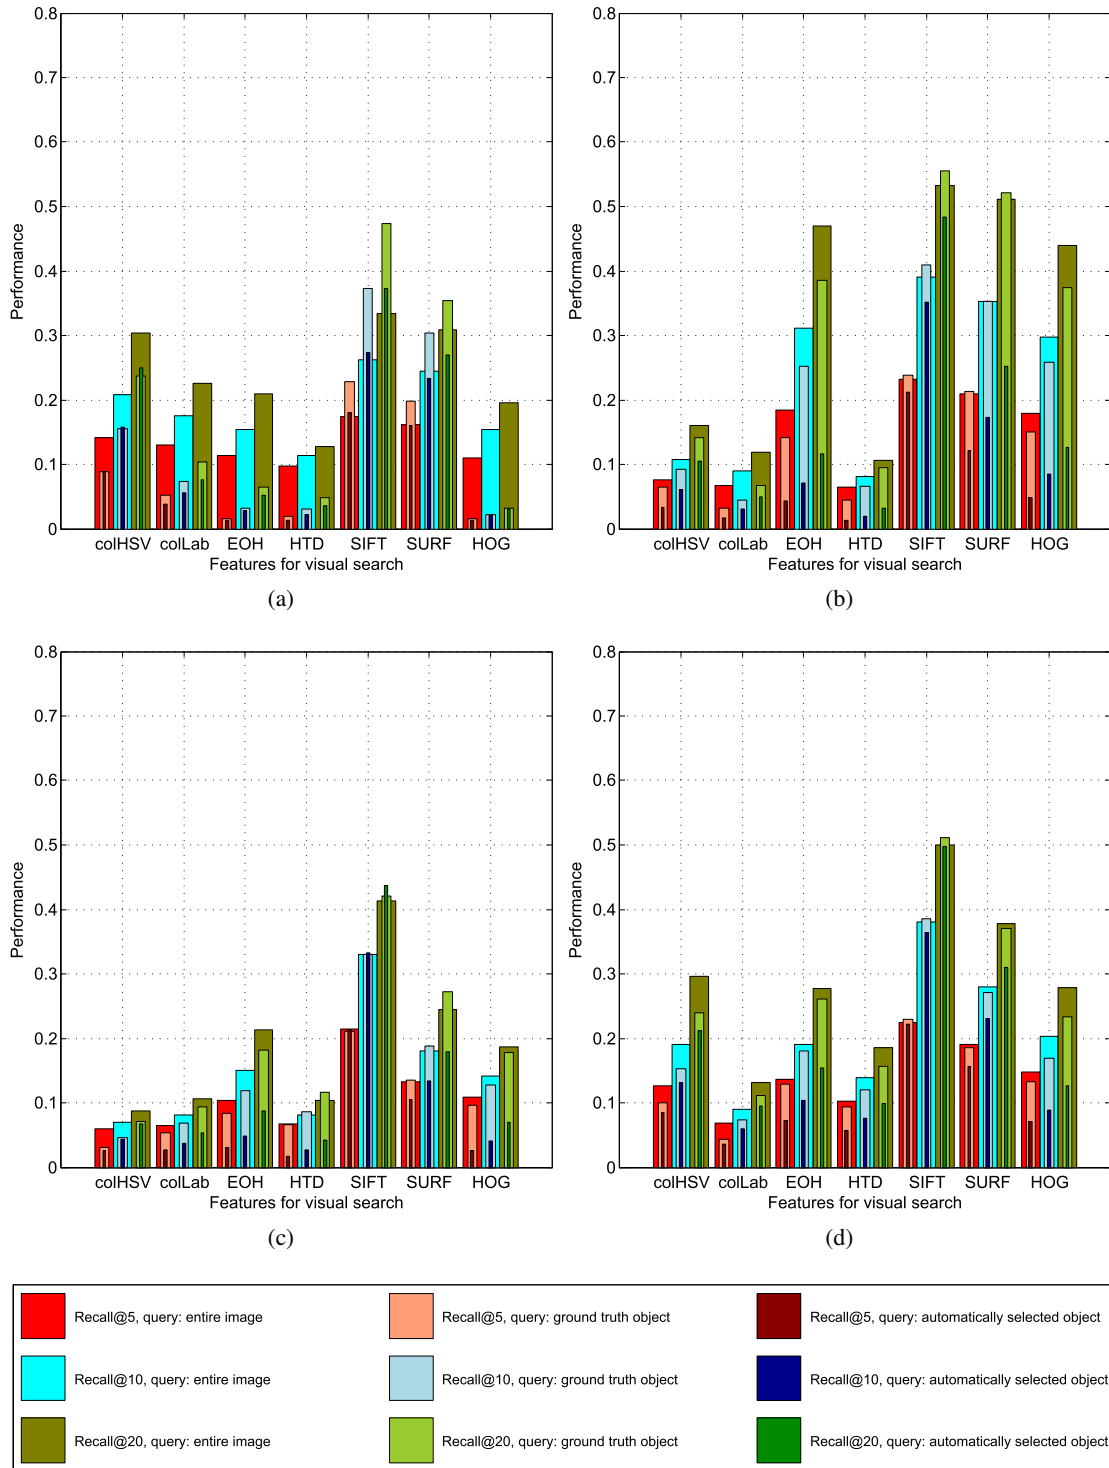 0.8
0.7
0.6
0.5
0.4
0.3
0.2
0.1
0
Performance
colHSV colLab EOH HTD SIFT SURF HOG
Features for visual search
(a)
0.8
0.7
0.6
0.5
0.4
0.3
0.2
0.1
0
Performance
colHSV colLab EOH HTD SIFT SURF HOG
Features for visual search
(b)
0.8
0.7
0.6
0.5
0.4
0.3
0.2
0.1
0
Performance
colHSV colLab EOH HTD SIFT SURF HOG
Features for visual search
(c)
0.8
0.7
0.6
0.5
0.4
0.3
0.2
0.1
0
Performance
colHSV colLab EOH HTD SIFT SURF HOG
Features for visual search
(d)
Recall@5, query: entire image
Recall@5, query: ground truth object
Recall@5, query: automatically selected object
Recall@10, query: entire image
Recall@10, query: ground truth object
Recall@10, query: automatically selected object
Recall@20, query: entire image
Recall@20, query: ground truth object
Recall@20, query: automatically selected object